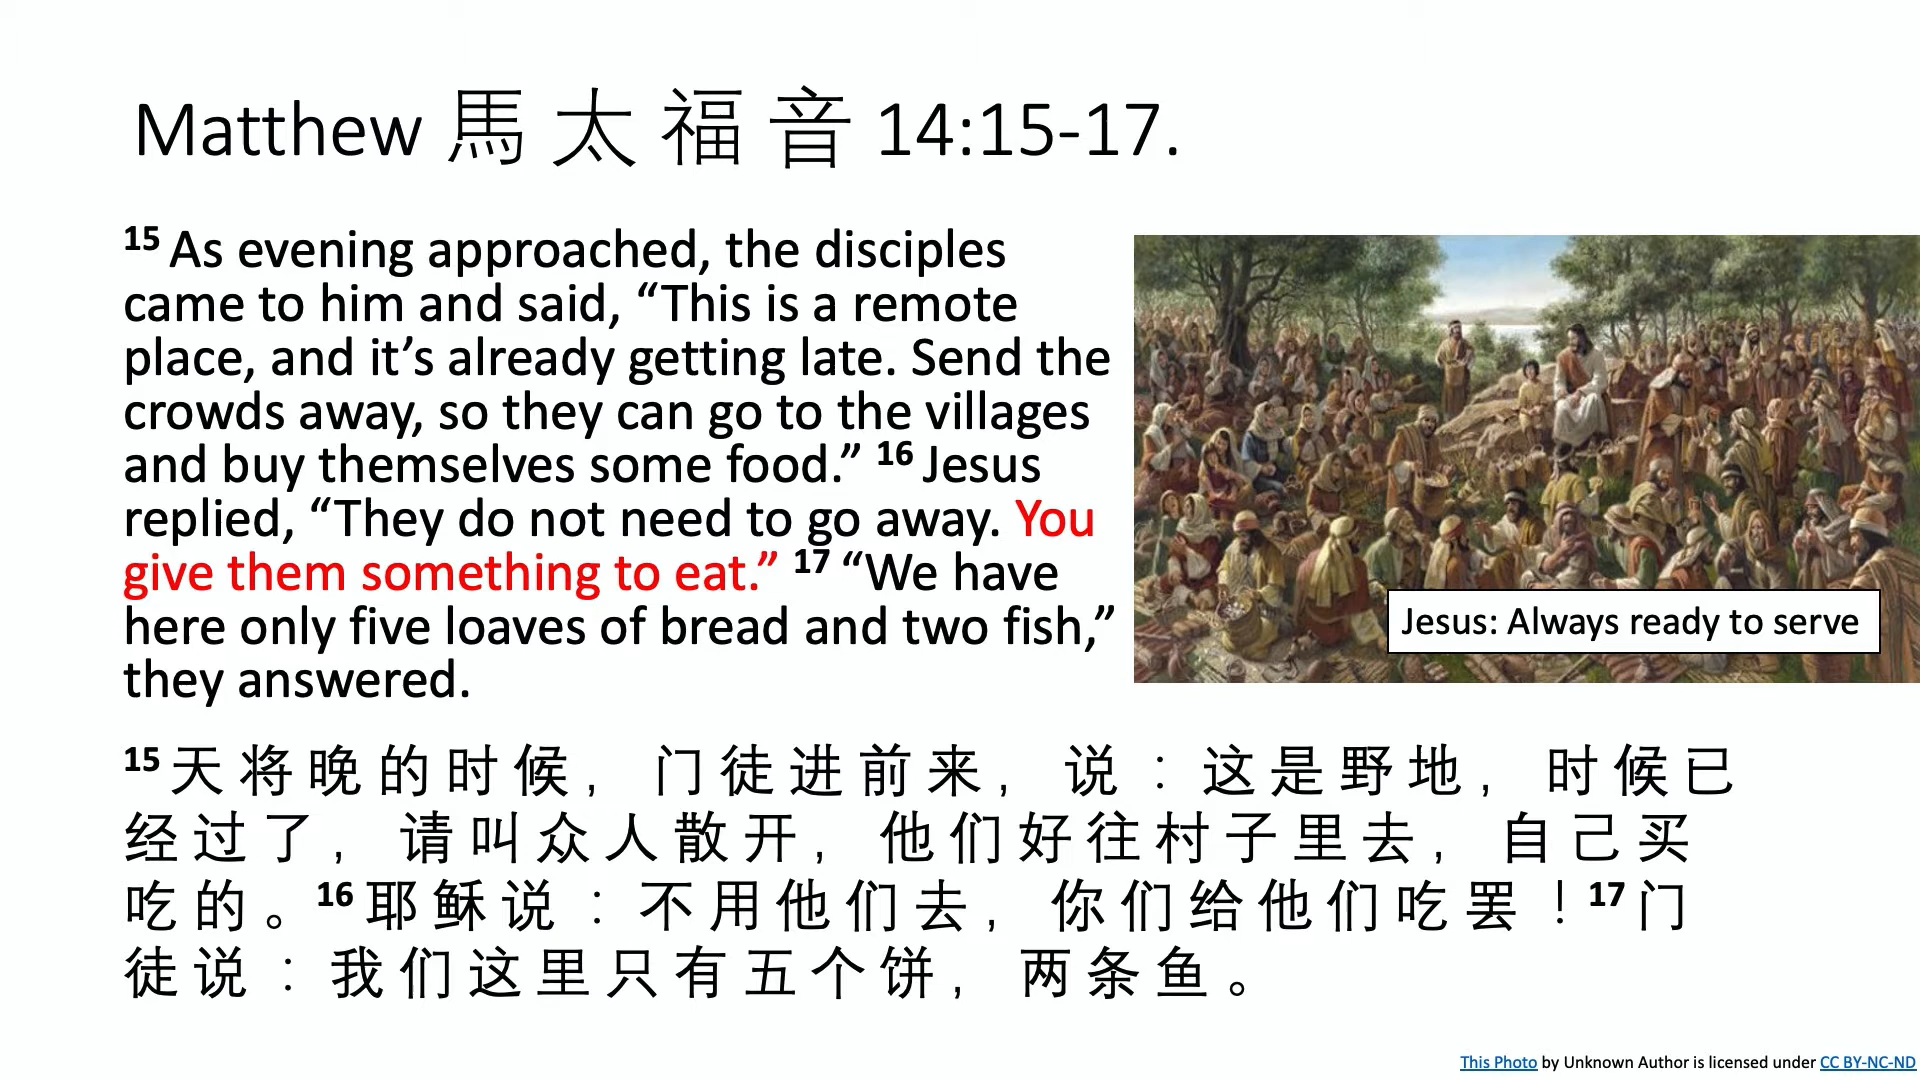 Matthew 馬 太 福 音 14:15-17.
15 As evening approached, the disciples
came to him and said, “This is a remote
place, and it’s already getting late. Send the
crowds away, so they can go to the villages
and buy themselves some food.” 16 Jesus
replied, “They do not need to go away. You
give them something to eat.” 17 “We have
here only five loaves of bread and two fish,”
they answered.
Jesus: Always ready to serve
15 天 将 晚 的 时 候 ， 门 徒 进 前 来 ， 说 ： 这 是 野 地 ， 时 候 已
经 过 了 ， 请 叫 众 人 散 开 ， 他 们 好 往 村 子 里 去 ， 自 己 买
吃 的 。 16 耶 稣 说 ： 不 用 他 们 去 ， 你 们 给 他 们 吃 罢 ！ 17 门
徒 说 ： 我 们 这 里 只 有 五 个 饼 ， 两 条 鱼 。
This Photo by Unknown Author is licensed under CC BY-NC-ND